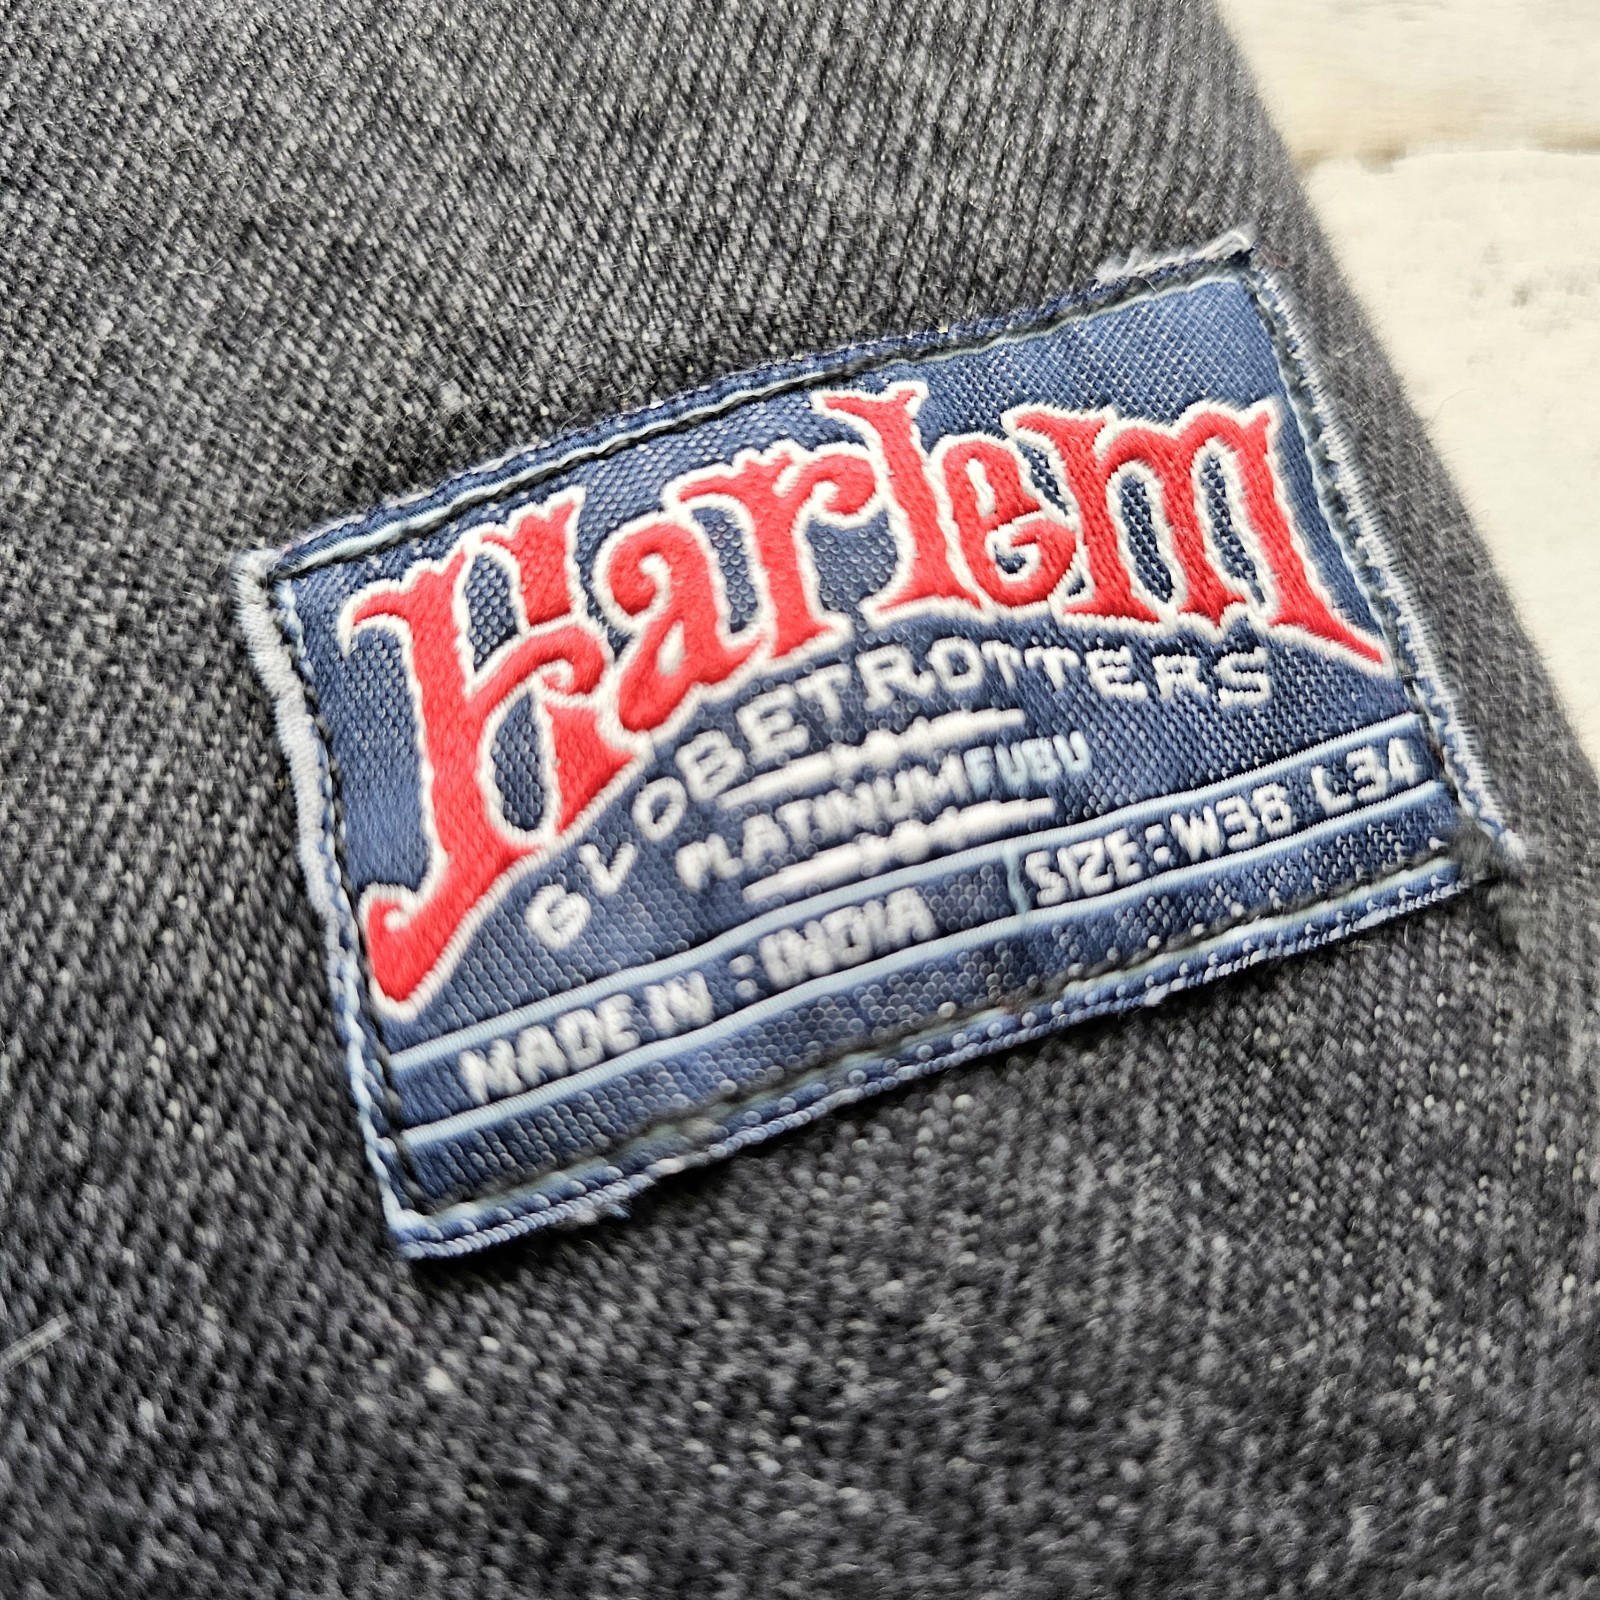 Harlem
GLOBETROTTERS
PLATINUMFUBU
MADE IN : INDIA
SIZE: W38 L34